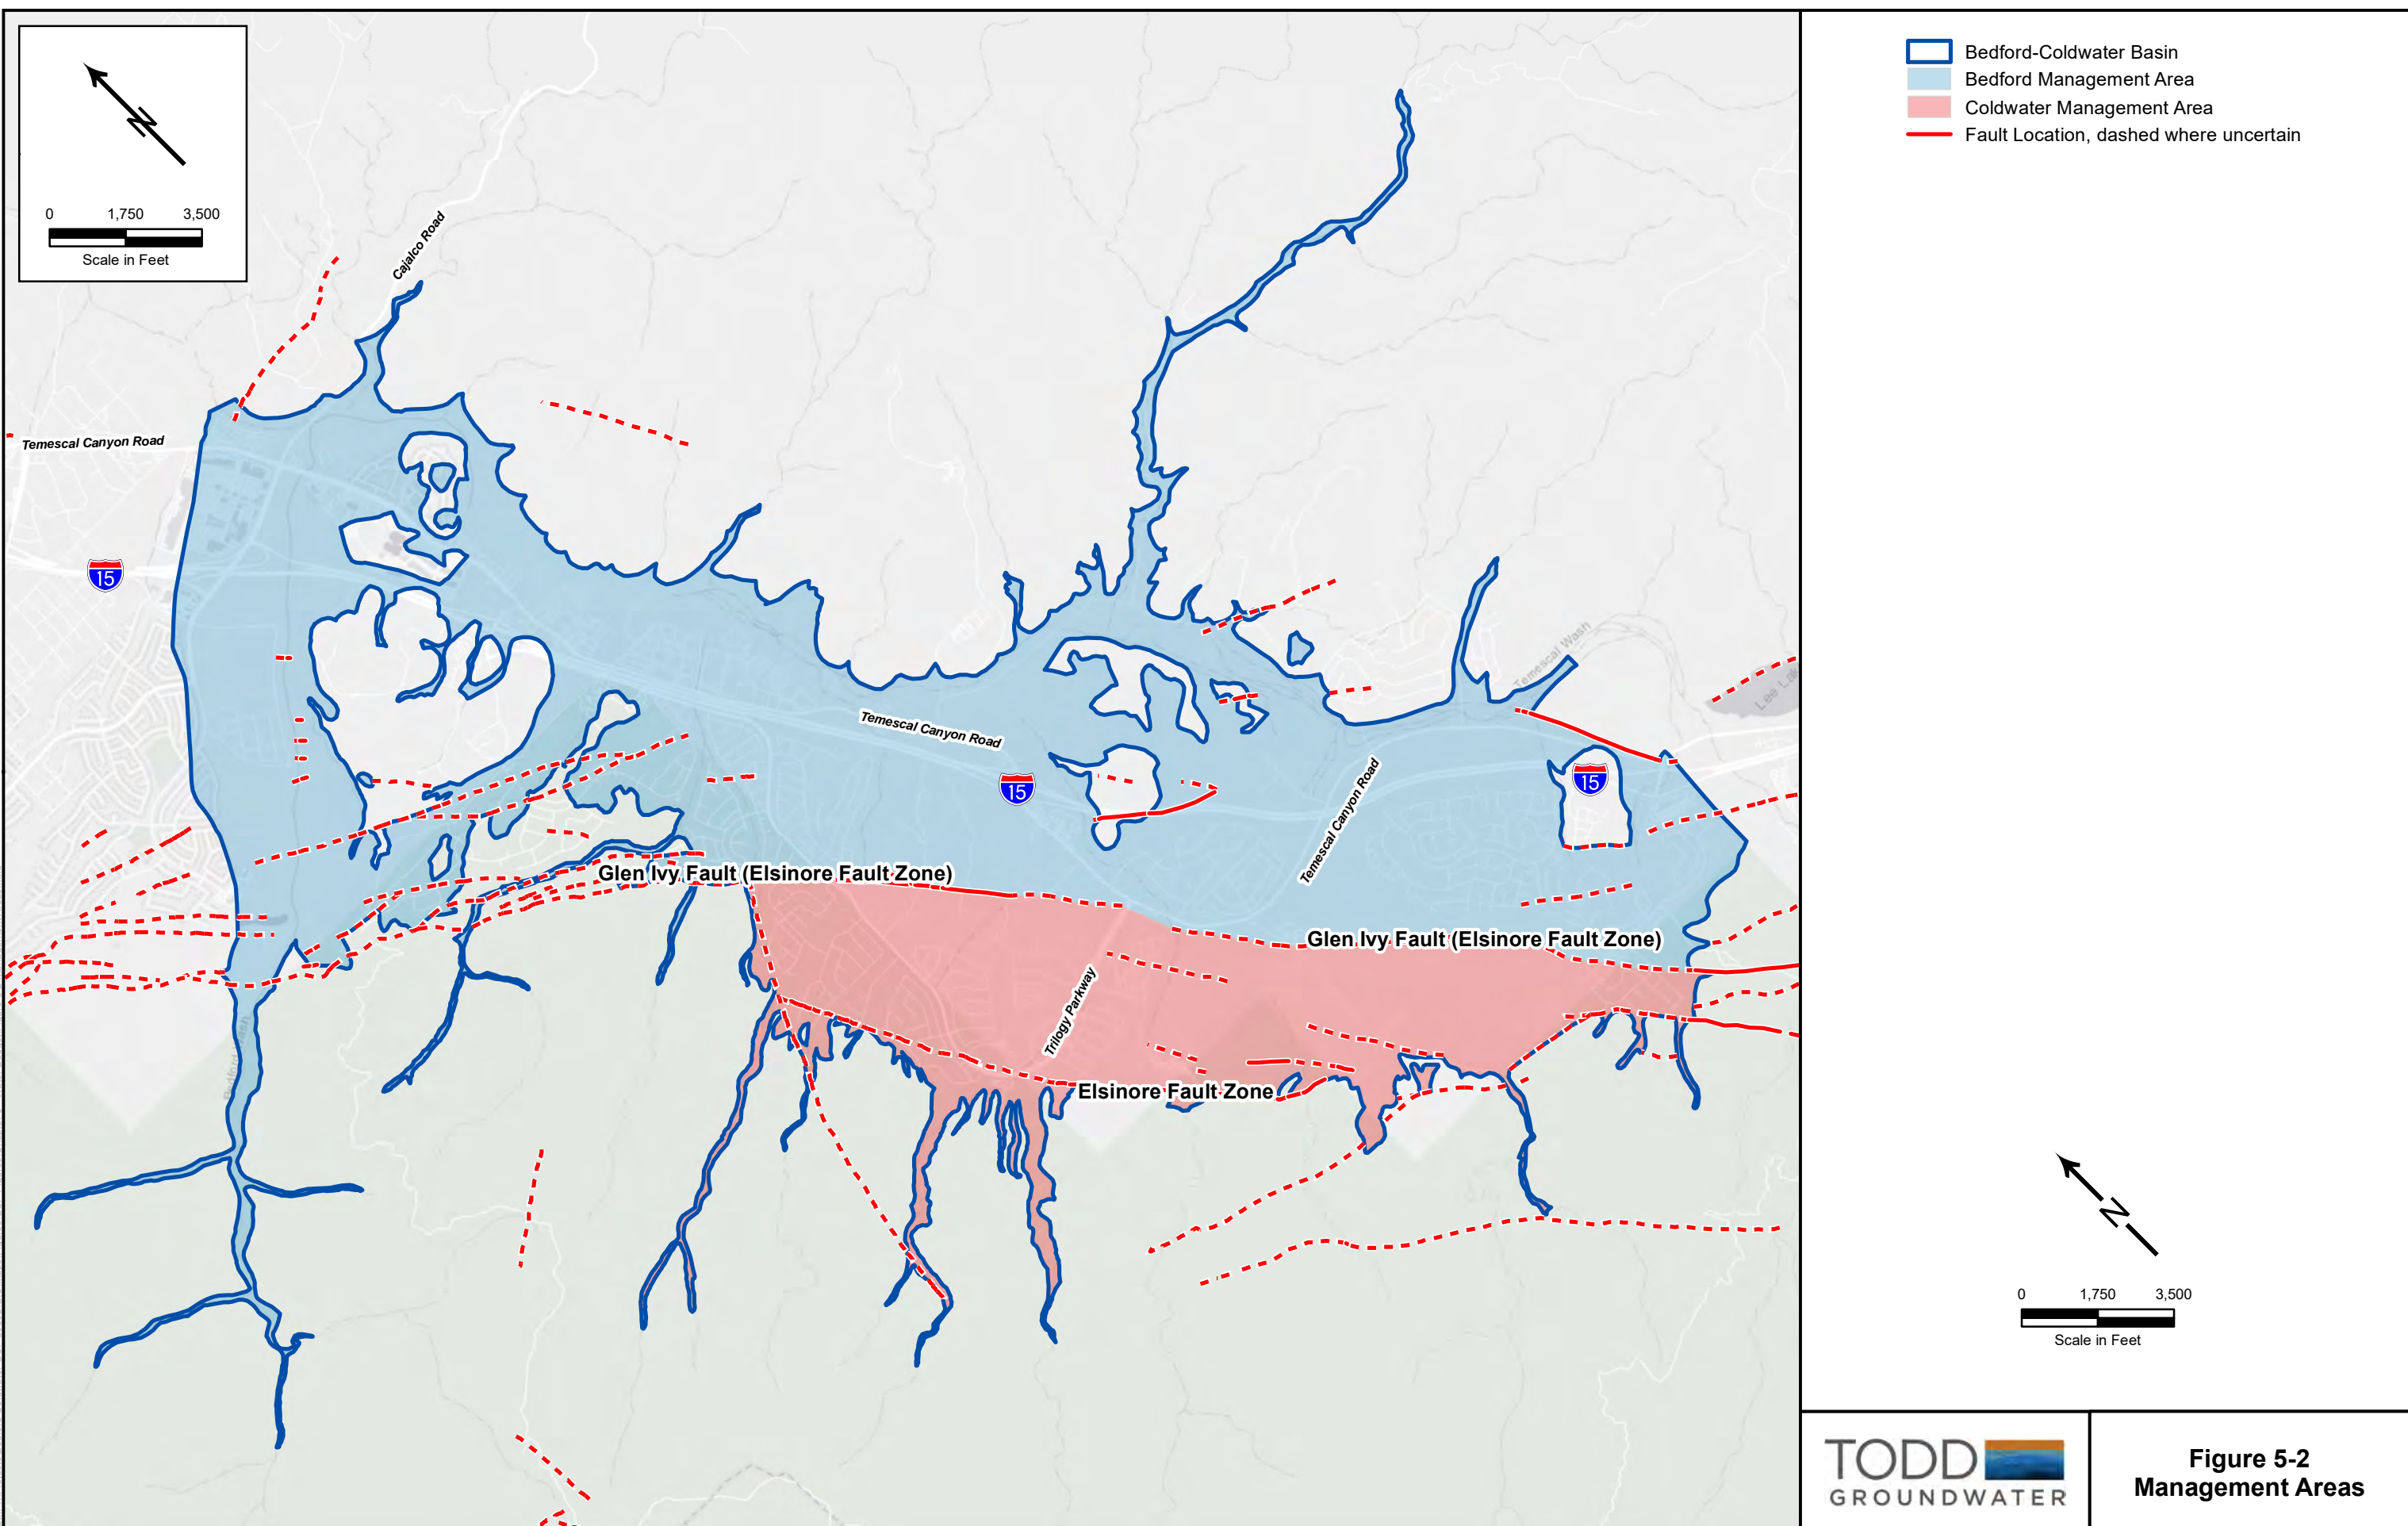 N
0 1,750 3,500
Scale in Feet
Bedford-Coldwater Basin
Bedford Management Area
Coldwater Management Area
Fault Location, dashed where uncertain
Cajalco Road
Temescal Canyon Road
15
Temescal Wash
Temescal Canyon Road
15
15
Temescal Canyon Road
Glen Ivy Fault (Elsinore Fault Zone)
Glen Ivy Fault (Elsinore Fault Zone)
Trilogy Parkway
Elsinore Fault Zone
N
0 1,750 3,500
Scale in Feet
TODD
GROUNDWATER
Figure 5-2
Management Areas